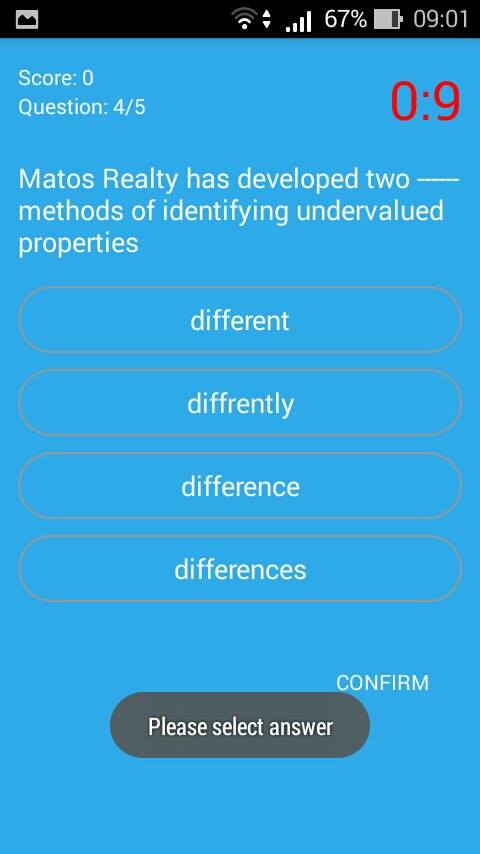 67% 09:01
Score: 0
Question: 4/5
0:9
Matos Realty has developed two ------
methods of identifying undervalued
properties
different
diffrently
difference
differences
CONFIRM
Please select answer